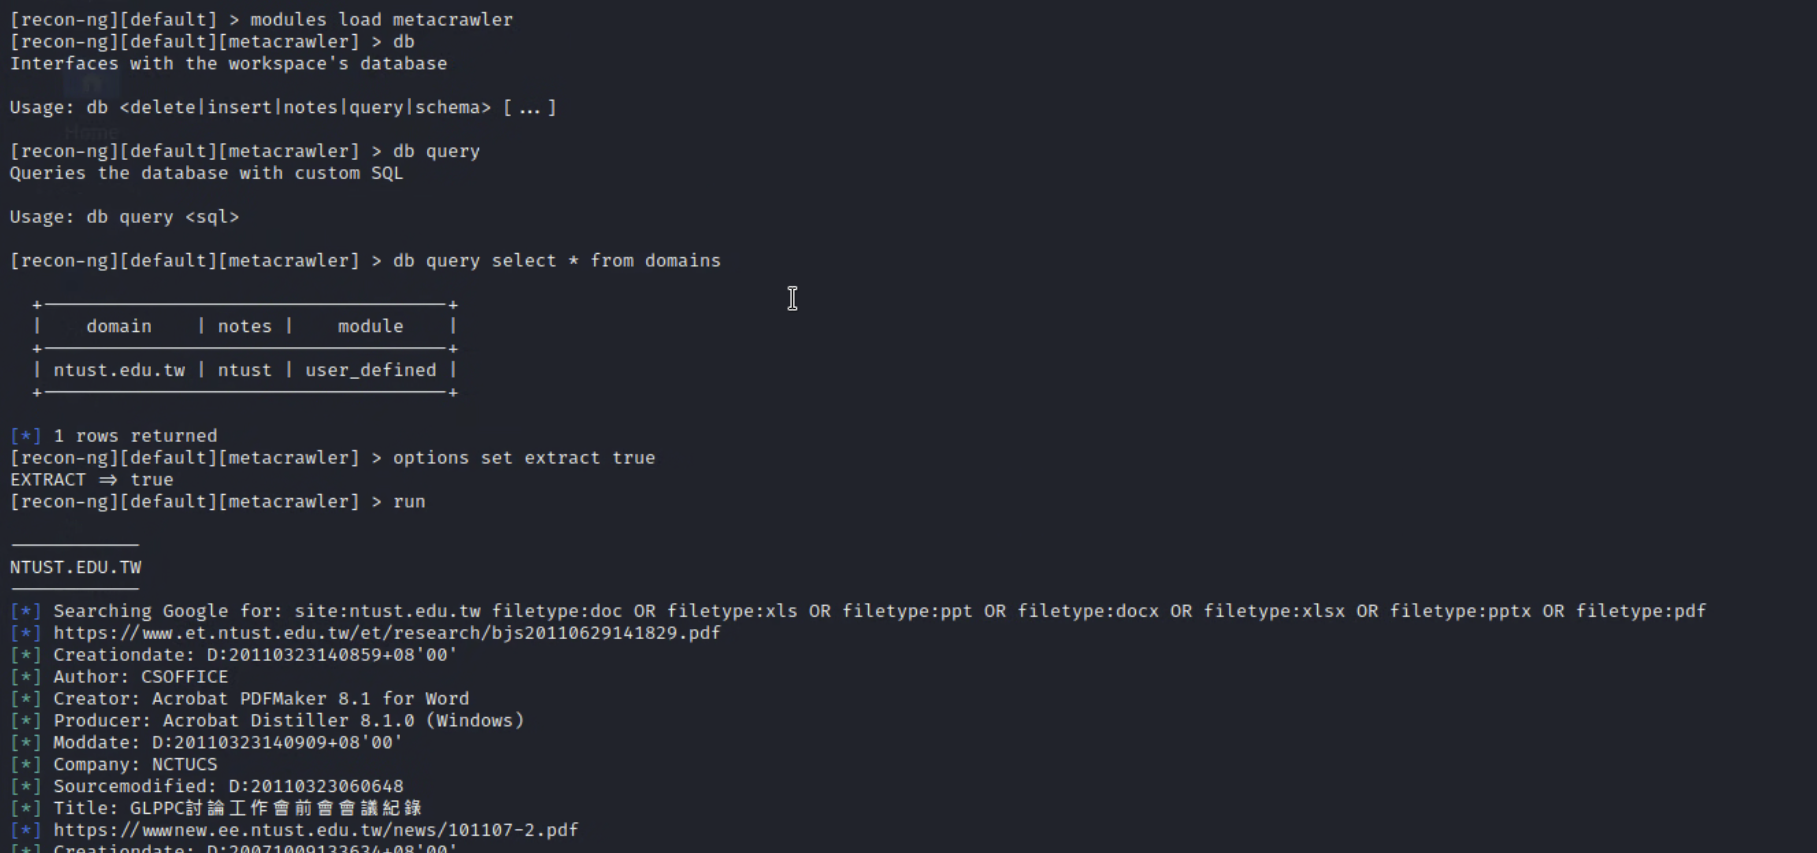 [recon-ng][default] > modules load metacrawler
[recon-ng][default][metacrawler] > db
Interfaces with the workspace's database
Usage: db <delete|insert|notes|query|schema> [...]
Home
[recon-ng][default][metacrawler] > db query
Queries the database with custom SQL
Usage: db query <sql>
[recon-ng][default][metacrawler] > db query select * from domains
| domain | notes | module |
| ntust.edu.tw | ntust | user_defined |
[*] 1 rows returned
[recon-ng][default][metacrawler] > options set extract true
EXTRACT ⇒ true
[recon-ng][default][metacrawler] > run
NTUST.EDU.TW
[*] Searching Google for: site:ntust.edu.tw filetype:doc OR filetype:xls OR filetype:ppt OR filetype:docx OR filetype:xlsx OR filetype:pptx OR filetype:pdf
[*] https://www.et.ntust.edu.tw/et/research/bjs20110629141829.pdf
[*] Creationdate: D:20110323140859+08'00'
[*] Author: CSOFFICE
[*] Creator: Acrobat PDFMaker 8.1 for Word
[*] Producer: Acrobat Distiller 8.1.0 (Windows)
[*] Moddate: D:20110323140909+08'00'
[*] Company: NCTUCS
[*] Sourcemodified: D:20110323060648
[*] Title: GLPPC討論工作會前會會議紀錄
[*] https://wwwnew.ee.ntust.edu.tw/news/101107-2.pdf
[*] Creationdate: D:20071009133634+08'00'